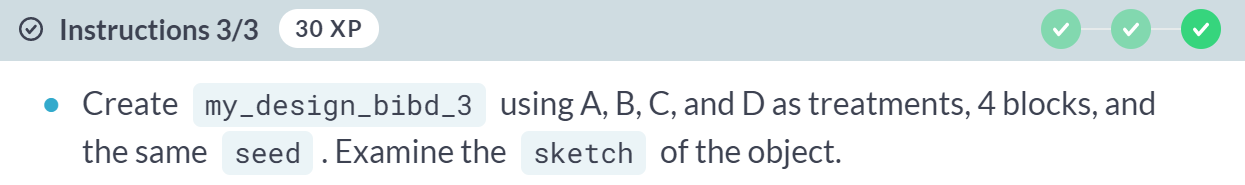 Instructions 3/3 30 XP
Create my_design_bibd_3 using A, B, C, and D as treatments, 4 blocks, and
the same seed . Examine the sketch of the object.